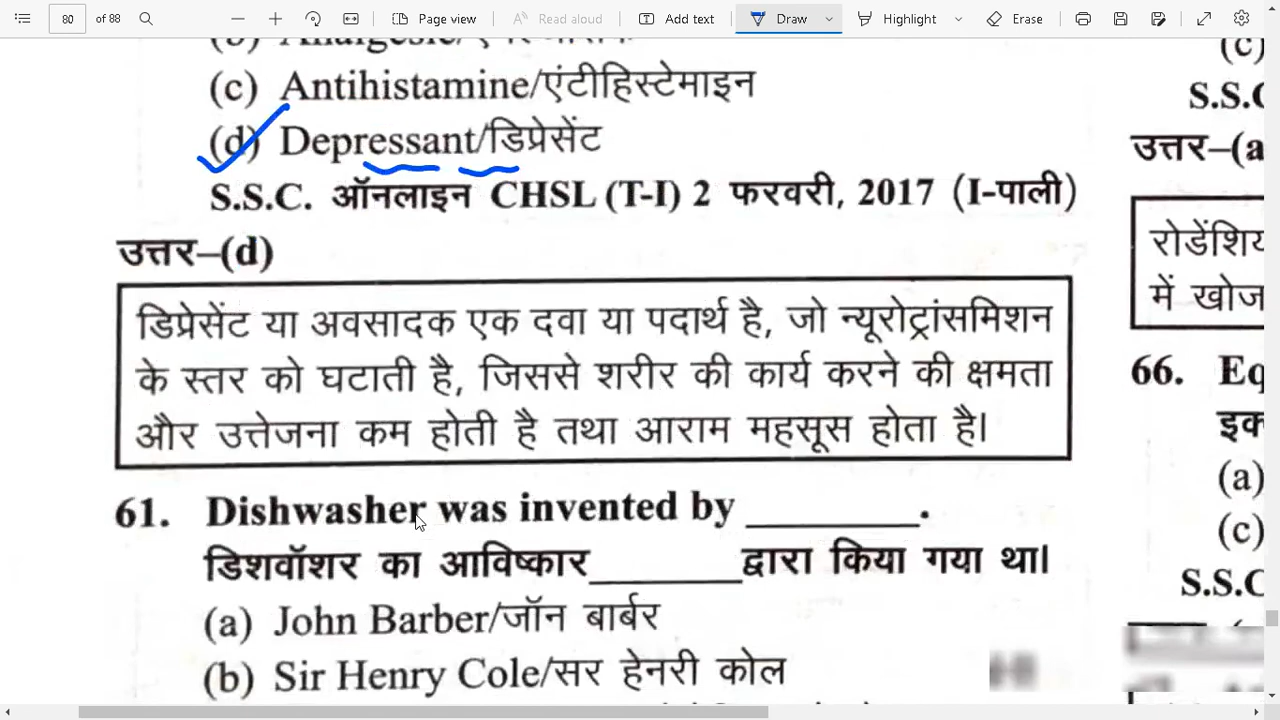 80 of 88 Page view Read aloud Add text Draw Highlight Erase
(c) Antihistamine/एंटीहिस्टेमाइन
(d) Depressant/डिप्रेसेंट
S.S.C. ऑनलाइन CHSL (T-I) 2 फरवरी, 2017 (I-पाली)
उत्तर–(d)
डिप्रेसेंट या अवसादक एक दवा या पदार्थ है, जो न्यूरोट्रांसमिशन
के स्तर को घटाती है, जिससे शरीर की कार्य करने की क्षमता
और उत्तेजना कम होती है तथा आराम महसूस होता है।
61. Dishwasher was invented by ________.
डिशवॉशर का आविष्कार________द्वारा किया गया था।
(a) John Barber/जॉन बार्बर
(b) Sir Henry Cole/सर हेनरी कोल
(c)
S.S.C
उत्तर–(a
में
66.
(a)
(c)
S.S.C